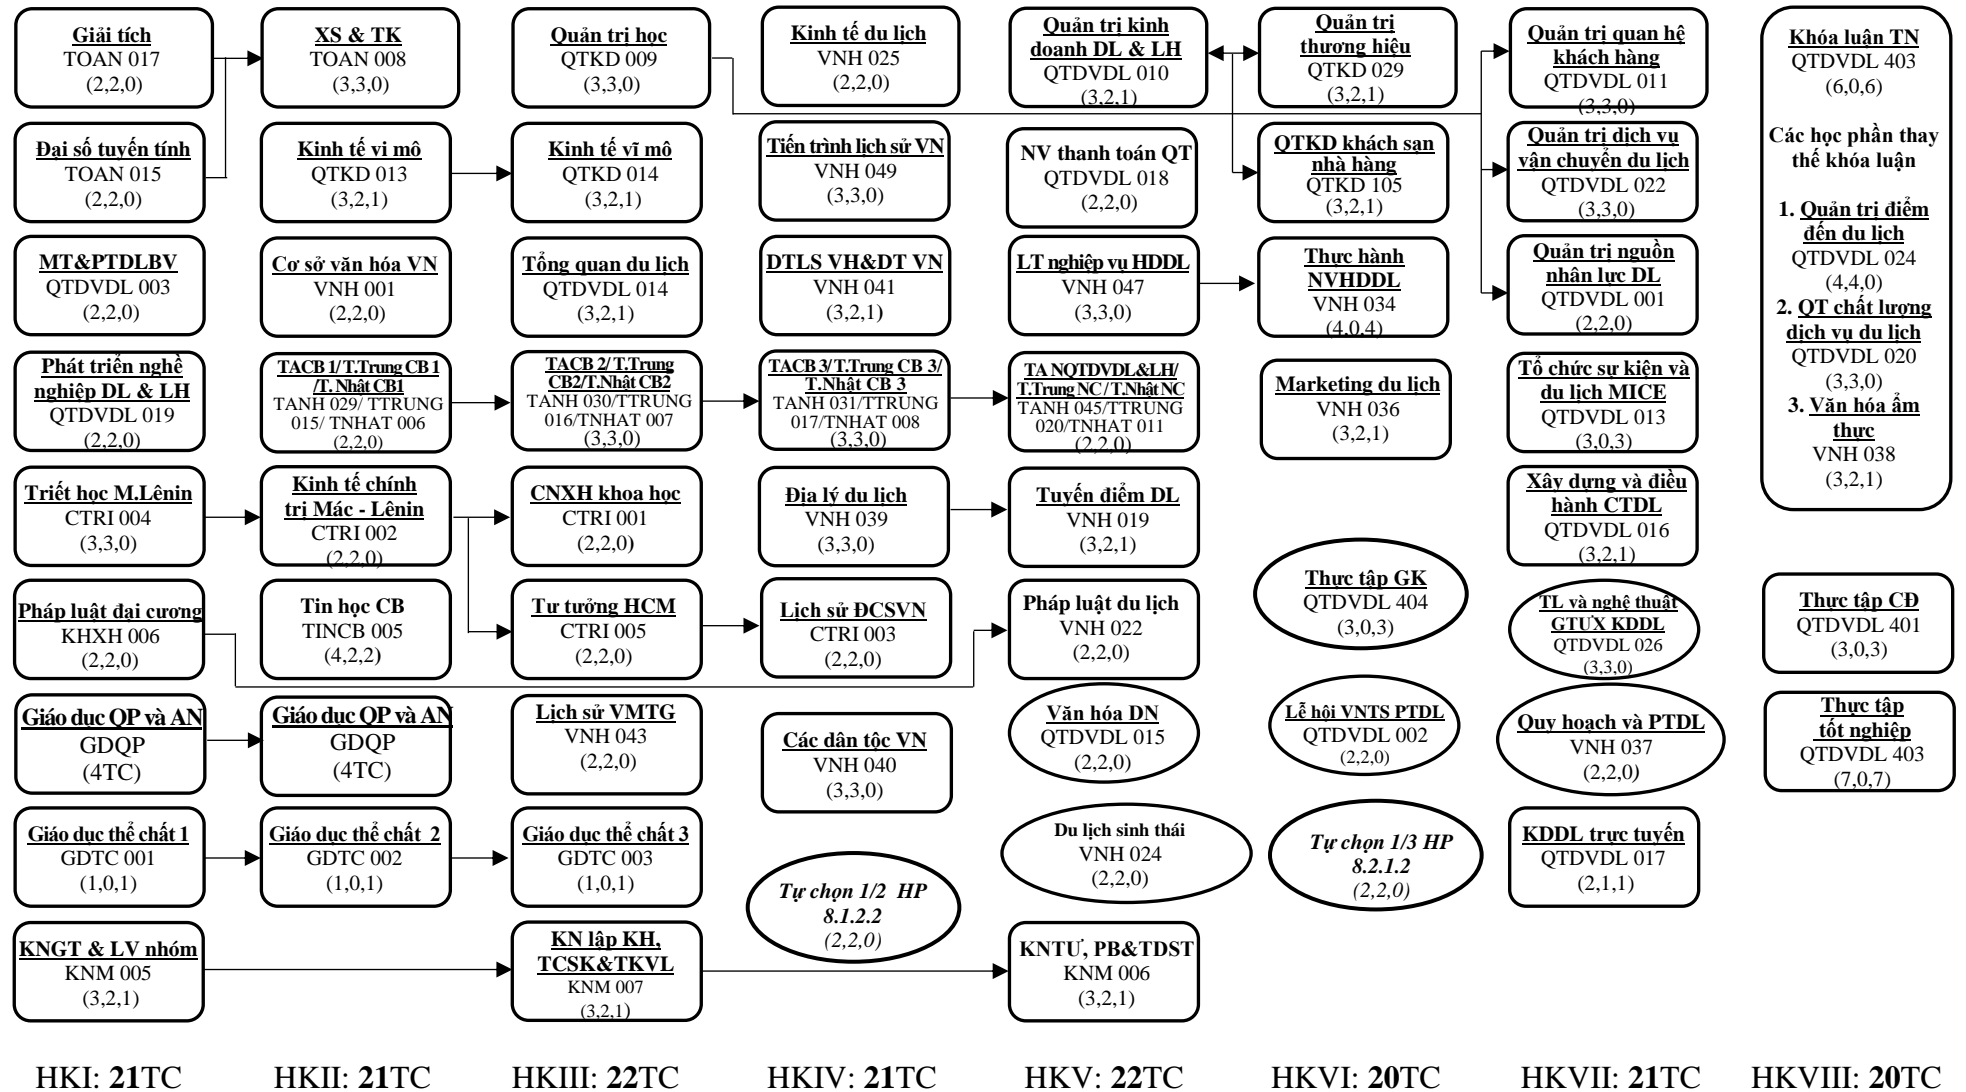 Giải tích
TOAN 017
(2,2,0)
Đại số tuyến tính
TOAN 015
(2,2,0)
MT&PTDLBV
QTDVDL 003
(2,2,0)
Phát triển nghề
nghiệp DL & LH
QTDVDL 019
(2,2,0)
Triết học M.Lênin
CTRI 004
(3,3,0)
Pháp luật đại cương
KHXH 006
(2,2,0)
Giáo dục QP và AN
GDQP
(4TC)
Giáo dục thể chất 1
GDTC 001
(1,0,1)
KNGT & LV nhóm
KNM 005
(3,2,1)
HKI: 21TC
XS & TK
TOAN 008
(3,3,0)
Kinh tế vi mô
QTKD 013
(3,2,1)
Cơ sở văn hóa VN
VNH 001
(2,2,0)
TACB 1/ T.Trung CB 1
/T. Nhật CB1
TANH 029/ TTRUNG
015/ TNHAT 006
(2,2,0)
Kinh tế chính
trị Mác - Lênin
CTRI 002
(2,2,0)
Tin học CB
TINCB 005
(4,2,2)
Giáo dục QP và AN
GDQP
(4TC)
Giáo dục thể chất 2
GDTC 002
(1,0,1)
HKII: 21TC
Quản trị học
QTKD 009
(3,3,0)
Kinh tế vĩ mô
QTKD 014
(3,2,1)
Tổng quan du lịch
QTDVDL 014
(3,2,1)
TACB 2/ T.Trung
CB2/T.Nhật CB2
TANH 030/TTRUNG
016/TNHAT 007
(3,3,0)
CNXH khoa học
CTRI 001
(2,2,0)
Tư tưởng HCM
CTRI 005
(2,2,0)
Lịch sử VMTG
VNH 043
(2,2,0)
Giáo dục thể chất 3
GDTC 003
(1,0,1)
KN lập KH,
TCSK&TKVL
KNM 007
(3,2,1)
HKIII: 22TC
Kinh tế du lịch
VNH 025
(2,2,0)
Tiến trình lịch sử VN
VNH 049
(3,3,0)
DTLS VH&DT VN
VNH 041
(3,2,1)
TACB 3/T.Trung CB 3/
T.Nhật CB 3
TANH 031/TTRUNG
017/TNHAT 008
(3,3,0)
Địa lý du lịch
VNH 039
(3,3,0)
Lịch sử ĐCSVN
CTRI 003
(2,2,0)
Các dân tộc VN
VNH 040
(3,3,0)
Tự chọn 1/2 HP
8.1.2.2
(2,2,0)
HKIV: 21TC
Quản trị kinh
doanh DL & LH
QTDVDL 010
(3,2,1)
NV thanh toán QT
QTDVDL 018
(2,2,0)
LT nghiệp vụ HDDL
VNH 047
(3,3,0)
TA NQTDVDL&LH/
T.Trung NC / T.Nhật NC
TANH 045/TTRUNG
020/TNHAT 011
(2,2,0)
Tuyến điểm DL
VNH 019
(3,2,1)
Pháp luật du lịch
VNH 022
(2,2,0)
Văn hóa DN
QTDVDL 015
(2,2,0)
Du lịch sinh thái
VNH 024
(2,2,0)
KNTƯ, PB&TDST
KNM 006
(3,2,1)
HKV: 22TC
Quản trị
thương hiệu
QTKD 029
(3,2,1)
QTKD khách sạn
nhà hàng
QTKD 105
(3,2,1)
Thực hành
NVHDDL
VNH 034
(4,0,4)
Marketing du lịch
VNH 036
(3,2,1)
Thực tập GK
QTDVDL 404
(3,0,3)
Lễ hội VNTS PTDL
QTDVDL 002
(2,2,0)
Tự chọn 1/3 HP
8.2.1.2
(2,2,0)
HKVI: 20TC
Quản trị quan hệ
khách hàng
QTDVDL 011
(3,3,0)
Quản trị dịch vụ
vận chuyển du lịch
QTDVDL 022
(3,3,0)
Quản trị nguồn
nhân lực DL
QTDVDL 001
(2,2,0)
Tổ chức sự kiện và
du lịch MICE
QTDVDL 013
(3,0,3)
Xây dựng và điều
hành CTDL
QTDVDL 016
(3,2,1)
TL và nghệ thuật
GTƯX KDDL
QTDVDL 026
(3,3,0)
Quy hoạch và PTDL
VNH 037
(2,2,0)
KDDL trực tuyến
QTDVDL 017
(2,1,1)
HKVII: 21TC
Khóa luận TN
QTDVDL 403
(6,0,6)
Các học phần thay
thế khóa luận
1. Quản trị điểm
đến du lịch
QTDVDL 024
(4,4,0)
2. QT chất lượng
dịch vụ du lịch
QTDVDL 020
(3,3,0)
3. Văn hóa ẩm
thực
VNH 038
(3,2,1)
Thực tập CĐ
QTDVDL 401
(3,0,3)
Thực tập
tốt nghiệp
QTDVDL 403
(7,0,7)
HKVIII: 20TC